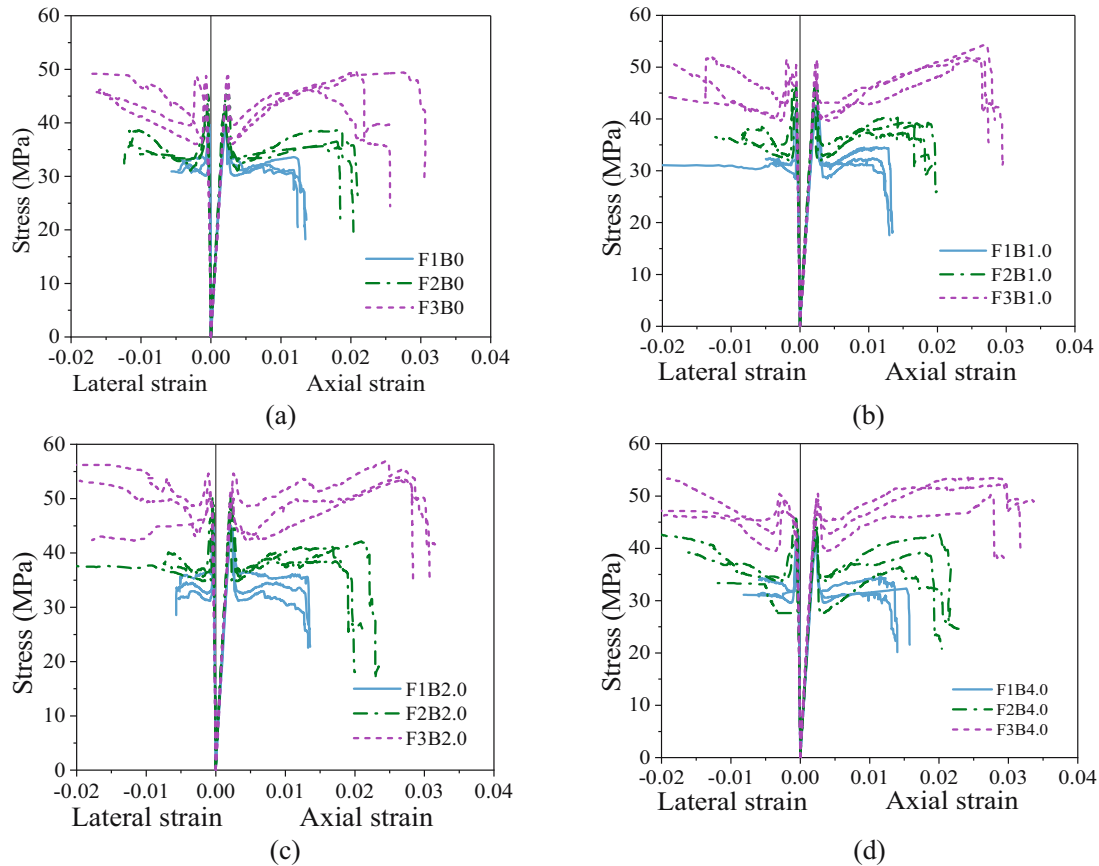 60
50
40
30
20
10
0
Stress (MPa)
F1B0
F2B0
F3B0
-0.02 -0.01 0.00 0.01 0.02 0.03 0.04
Lateral strain Axial strain
(a)
60
50
40
30
20
10
0
Stress (MPa)
F1B1.0
F2B1.0
F3B1.0
-0.02 -0.01 0.00 0.01 0.02 0.03 0.04
Lateral strain Axial strain
(b)
60
50
40
30
20
10
0
Stress (MPa)
F1B2.0
F2B2.0
F3B2.0
-0.02 -0.01 0.00 0.01 0.02 0.03 0.04
Lateral strain Axial strain
(c)
60
50
40
30
20
10
0
Stress (MPa)
F1B4.0
F2B4.0
F3B4.0
-0.02 -0.01 0.00 0.01 0.02 0.03 0.04
Lateral strain Axial strain
(d)